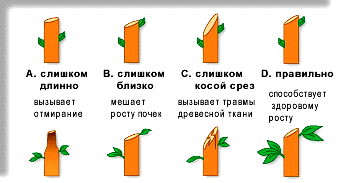 A. слишком
длинно
вызывает
отмирание
B. слишком
близко
мешает
росту почек
C. слишком
косой срез
вызывает травмы
древесной ткани
D. правильно
способствует
здоровому
росту